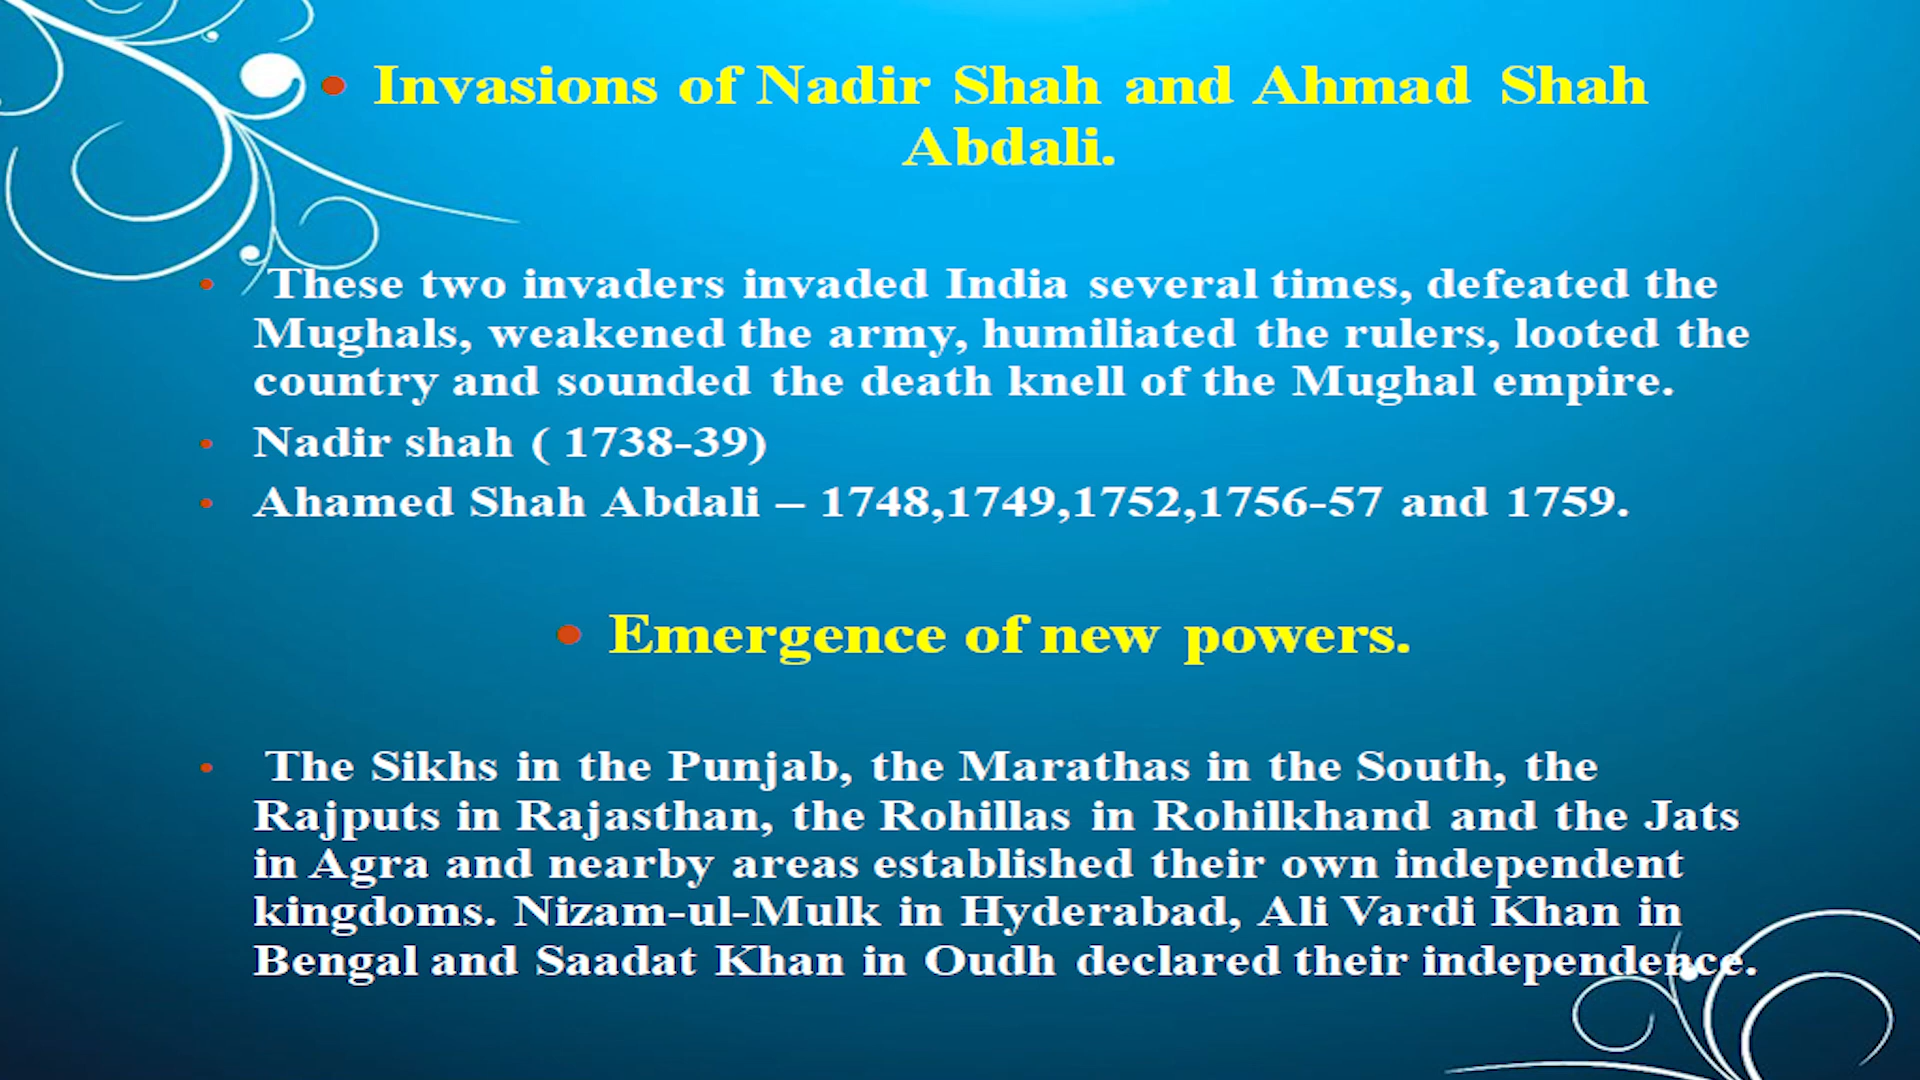 • Invasions of Nadir Shah and Ahmad Shah
Abdali.
• These two invaders invaded India several times, defeated the
Mughals, weakened the army, humiliated the rulers, looted the
country and sounded the death knell of the Mughal empire.
• Nadir shah ( 1738-39)
• Ahamed Shah Abdali – 1748,1749,1752,1756-57 and 1759.
• Emergence of new powers.
• The Sikhs in the Punjab, the Marathas in the South, the
Rajputs in Rajasthan, the Rohillas in Rohilkhand and the Jats
in Agra and nearby areas established their own independent
kingdoms. Nizam-ul-Mulk in Hyderabad, Ali Vardi Khan in
Bengal and Saadat Khan in Oudh declared their independence.